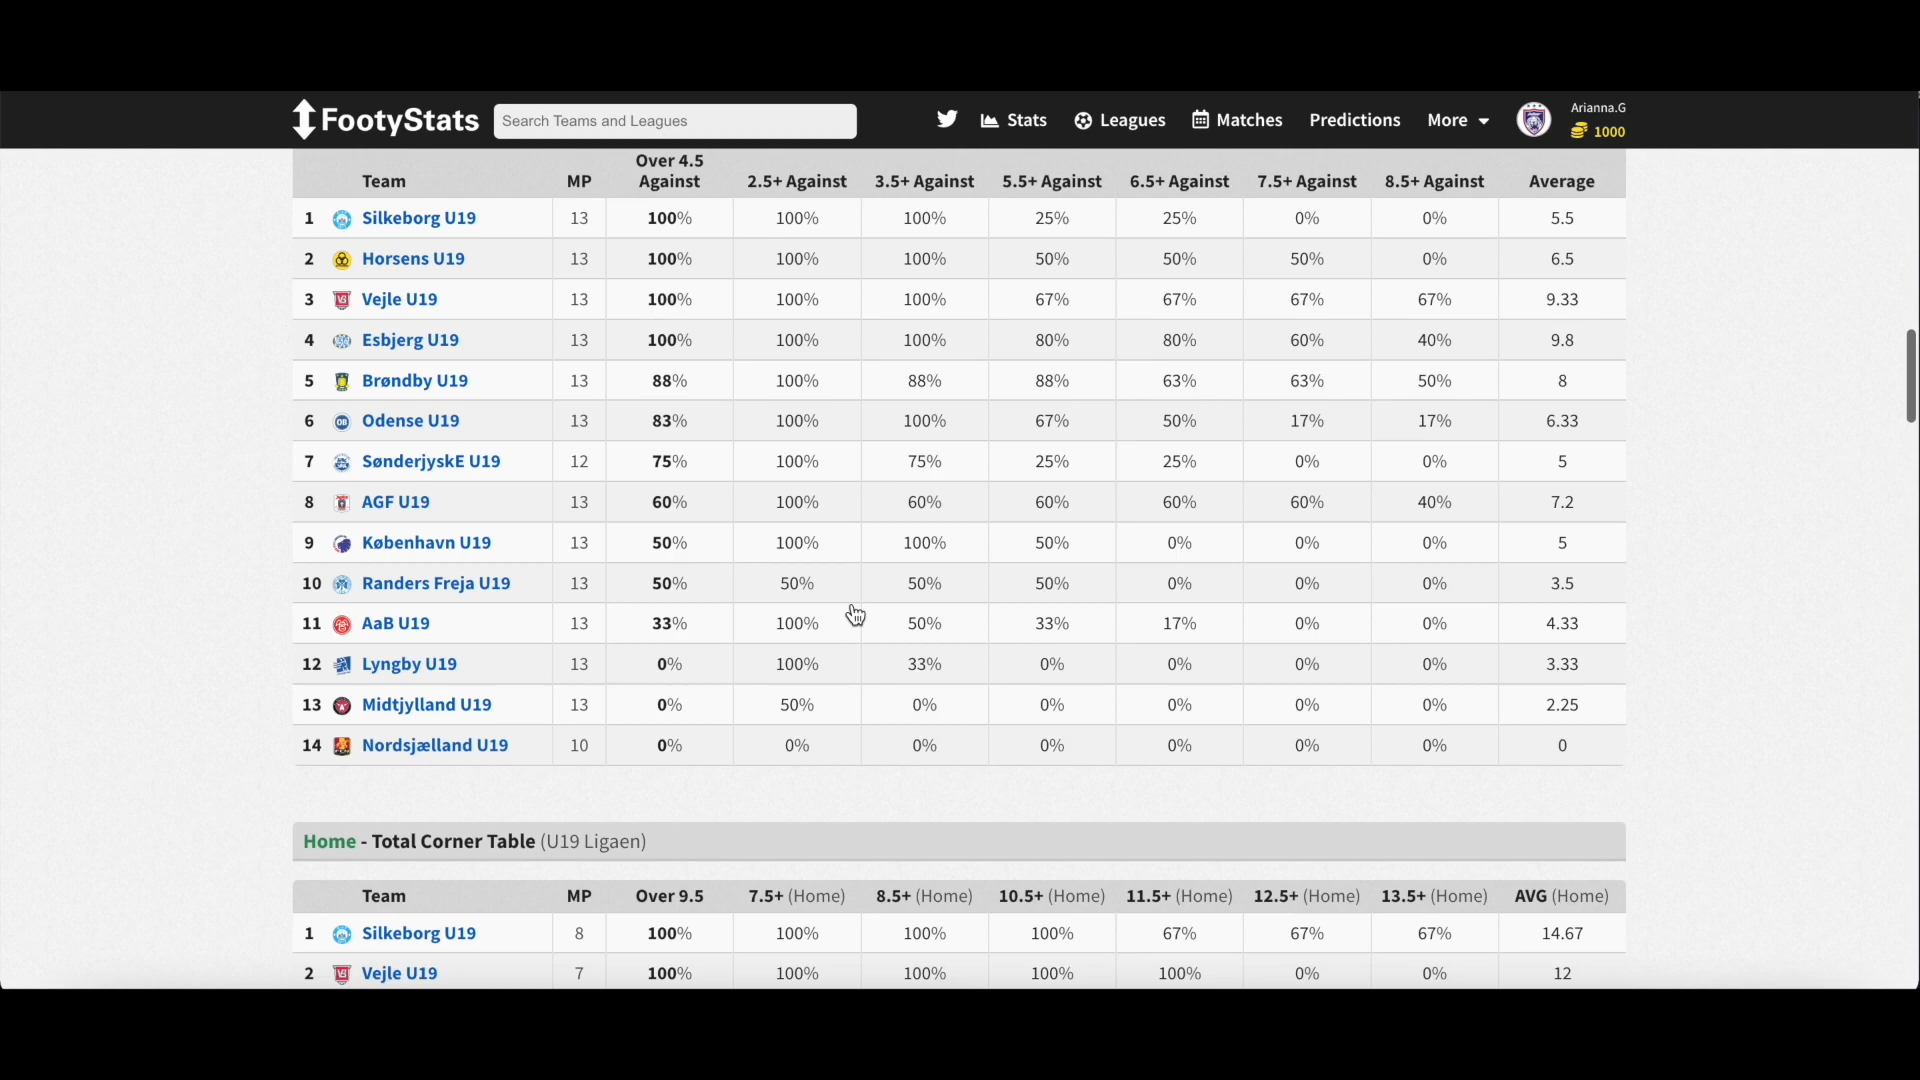 FootyStats
Search Teams and Leagues
Stats Leagues Matches Predictions More
Arianna.G
1000
Team MP Over 4.5 Against 2.5+ Against 3.5+ Against 5.5+ Against 6.5+ Against 7.5+ Against 8.5+ Against Average
1 Silkeborg U19 13 100% 100% 100% 25% 25% 0% 0% 5.5
2 Horsens U19 13 100% 100% 100% 50% 50% 50% 0% 6.5
3 Vejle U19 13 100% 100% 100% 67% 67% 67% 67% 9.33
4 Esbjerg U19 13 100% 100% 100% 80% 80% 60% 40% 9.8
5 Brøndby U19 13 88% 100% 88% 88% 63% 63% 50% 8
6 Odense U19 13 83% 100% 100% 67% 50% 17% 17% 6.33
7 SønderjyskE U19 12 75% 100% 75% 25% 25% 0% 0% 5
8 AGF U19 13 60% 100% 60% 60% 60% 60% 40% 7.2
9 København U19 13 50% 100% 100% 50% 0% 0% 0% 5
10 Randers Freja U19 13 50% 50% 50% 50% 0% 0% 0% 3.5
11 AaB U19 13 33% 100% 50% 33% 17% 0% 0% 4.33
12 Lyngby U19 13 0% 100% 33% 0% 0% 0% 0% 3.33
13 Midtjylland U19 13 0% 50% 0% 0% 0% 0% 0% 2.25
14 Nordsjælland U19 10 0% 0% 0% 0% 0% 0% 0% 0
Home - Total Corner Table (U19 Ligaen)
Team MP Over 9.5 7.5+ (Home) 8.5+ (Home) 10.5+ (Home) 11.5+ (Home) 12.5+ (Home) 13.5+ (Home) AVG (Home)
1 Silkeborg U19 8 100% 100% 100% 100% 67% 67% 67% 14.67
2 Vejle U19 7 100% 100% 100% 100% 100% 0% 0% 12